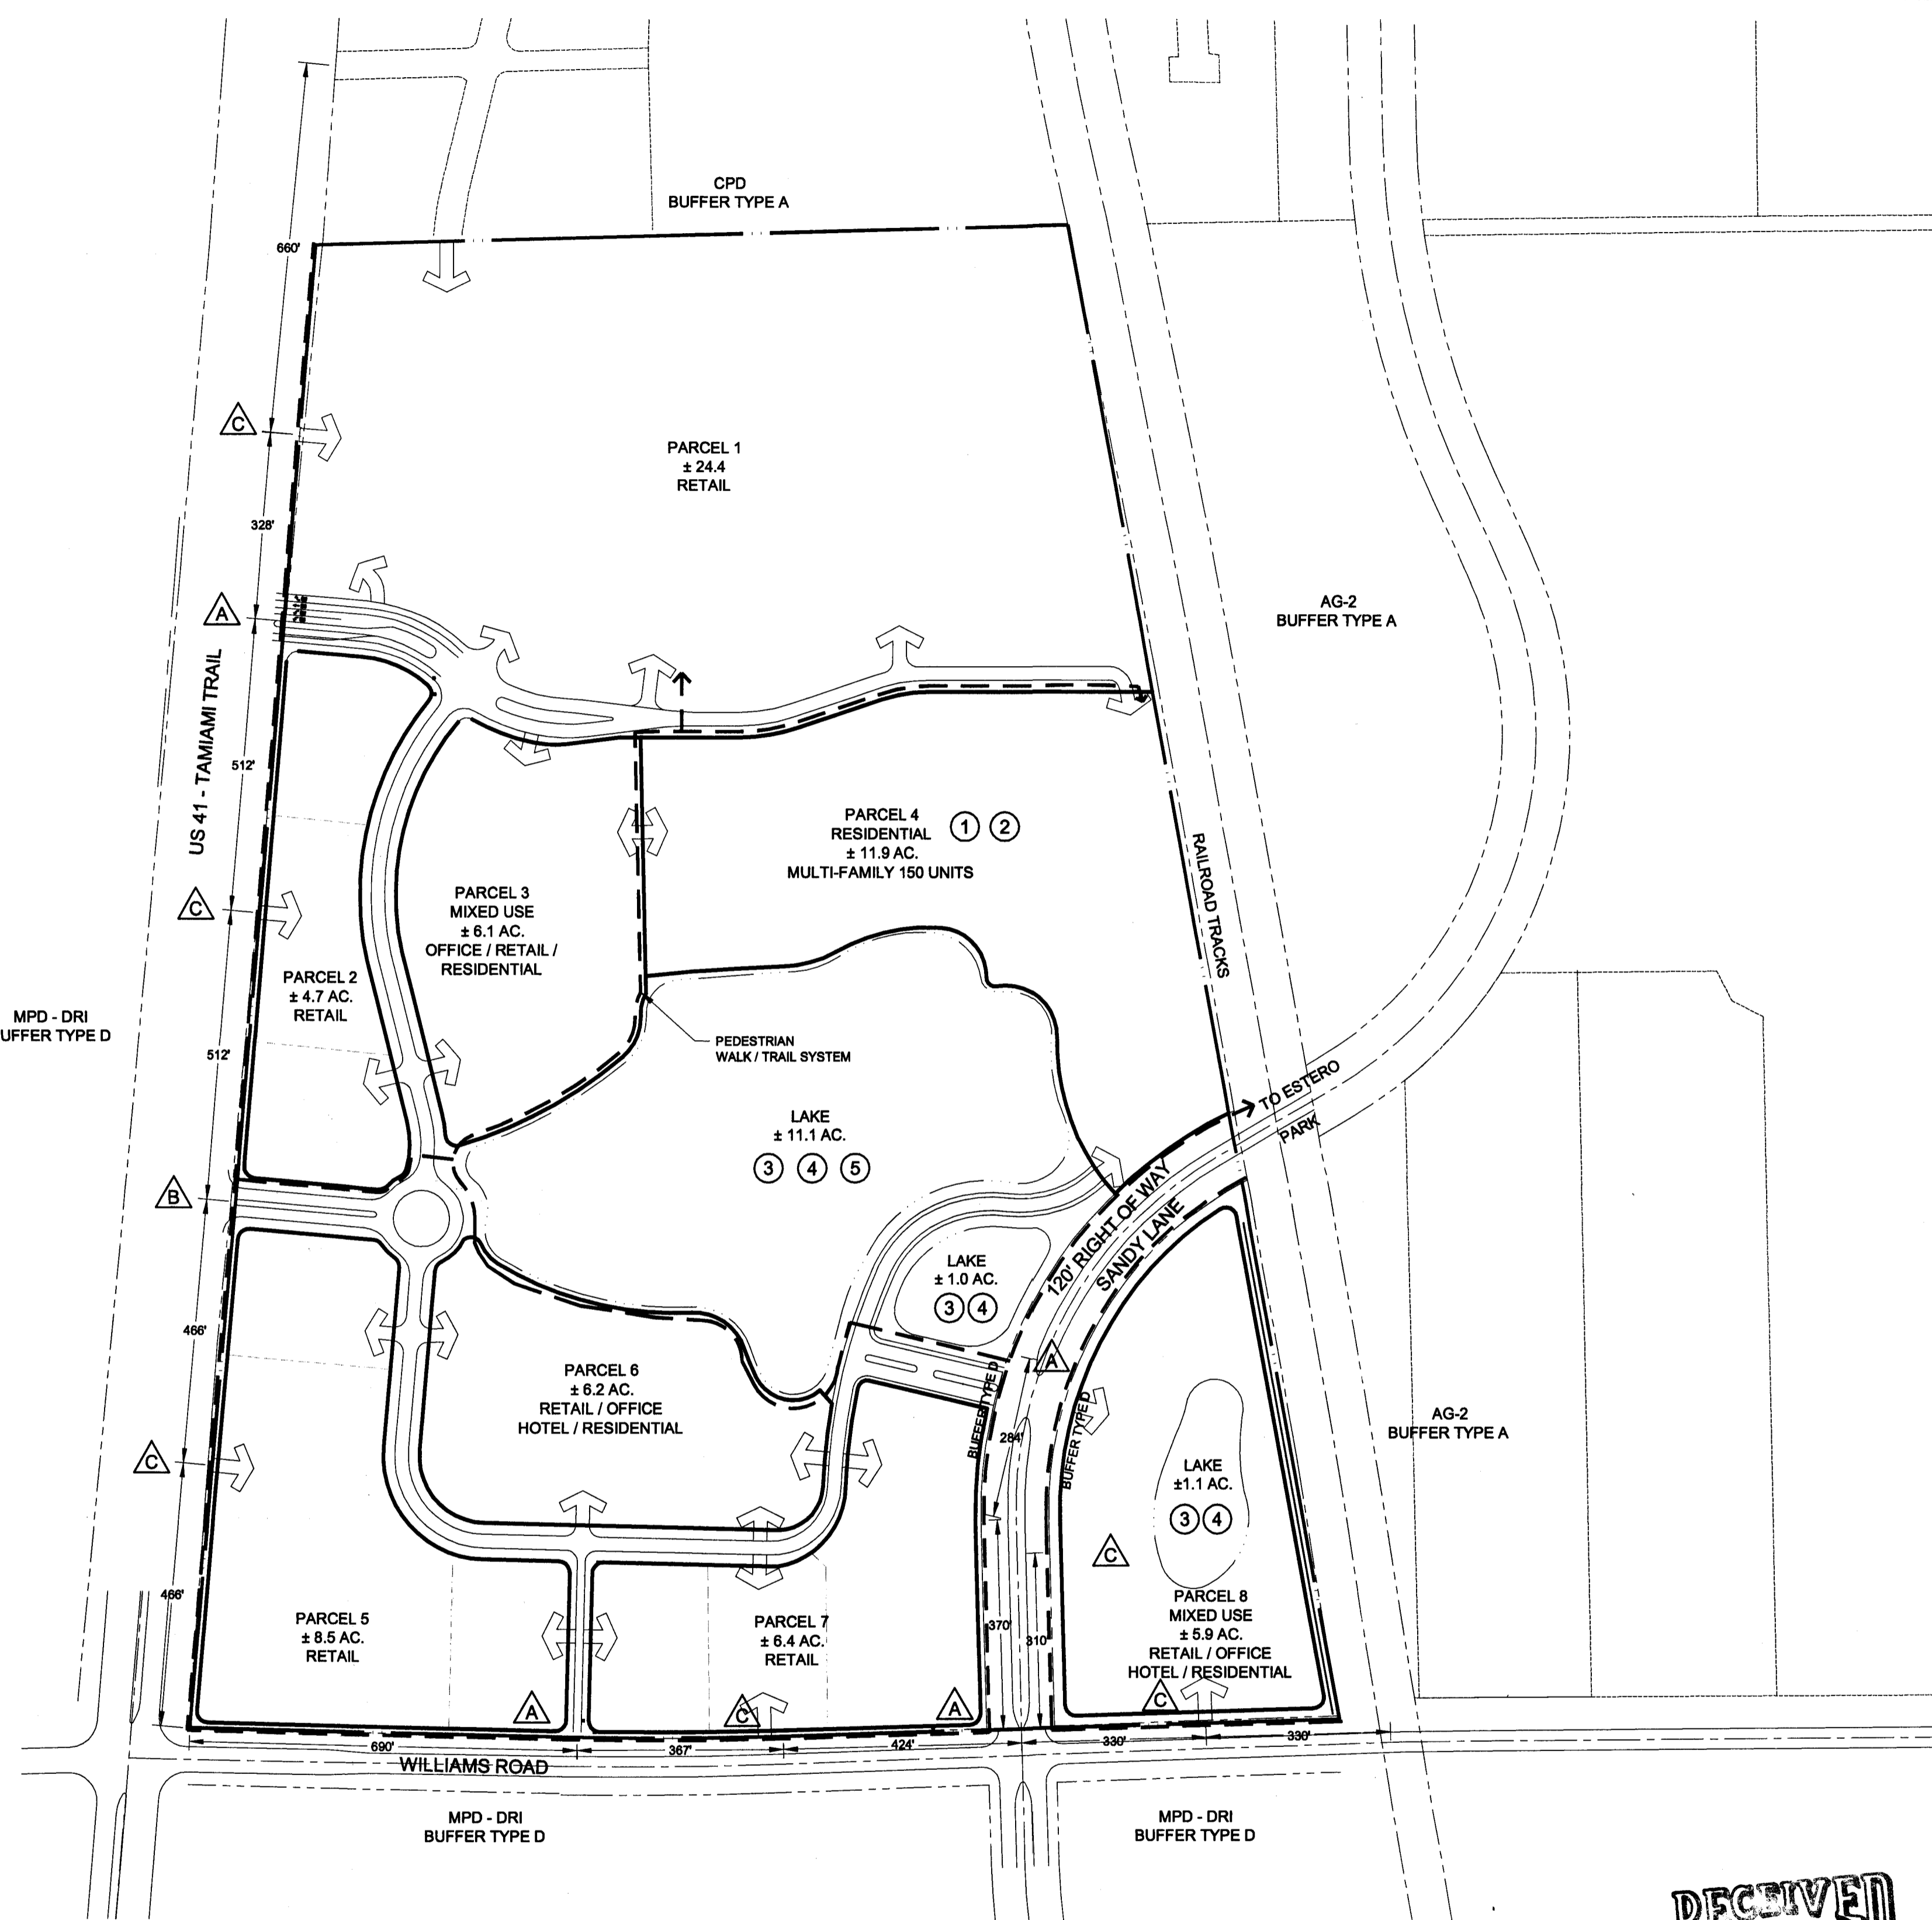 CPD
BUFFER TYPE A
660'
C
PARCEL 1
± 24.4
RETAIL
328'
A
AG-2
BUFFER TYPE A
US 41 - TAMIAMI TRAIL
512'
PARCEL 4
RESIDENTIAL
± 11.9 AC.
MULTI-FAMILY 150 UNITS
1 2
RAILROAD TRACKS
C
PARCEL 3
MIXED USE
± 6.1 AC.
OFFICE / RETAIL /
RESIDENTIAL
PARCEL 2
± 4.7 AC.
RETAIL
MPD - DRI
UFFER TYPE D
512'
PEDESTRIAN
WALK / TRAIL SYSTEM
TO ESTERO
PARK
LAKE
± 11.1 AC.
3 4 5
B
120' RIGHT OF WAY
SANDY LANE
LAKE
± 1.0 AC.
3 4
466'
A
PARCEL 6
± 6.2 AC.
RETAIL / OFFICE
HOTEL / RESIDENTIAL
BUFFER TYPE D
284'
BUFFER TYPE D
AG-2
BUFFER TYPE A
C
LAKE
±1.1 AC.
3 4
C
466'
PARCEL 5
± 8.5 AC.
RETAIL
PARCEL 7
± 6.4 AC.
RETAIL
370'
310'
PARCEL 8
MIXED USE
± 5.9 AC.
RETAIL / OFFICE
HOTEL / RESIDENTIAL
A
C
A
C
690'
367'
424'
330'
330'
WILLIAMS ROAD
MPD - DRI
BUFFER TYPE D
MPD - DRI
BUFFER TYPE D
RECEIVED